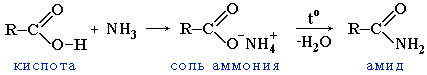 R–C(=O)O–H + NH₃ ⟶ R–C(=O)O⁻NH₄⁺ —t°, -H₂O→ R–C(=O)NH₂
кислота соль аммония амид